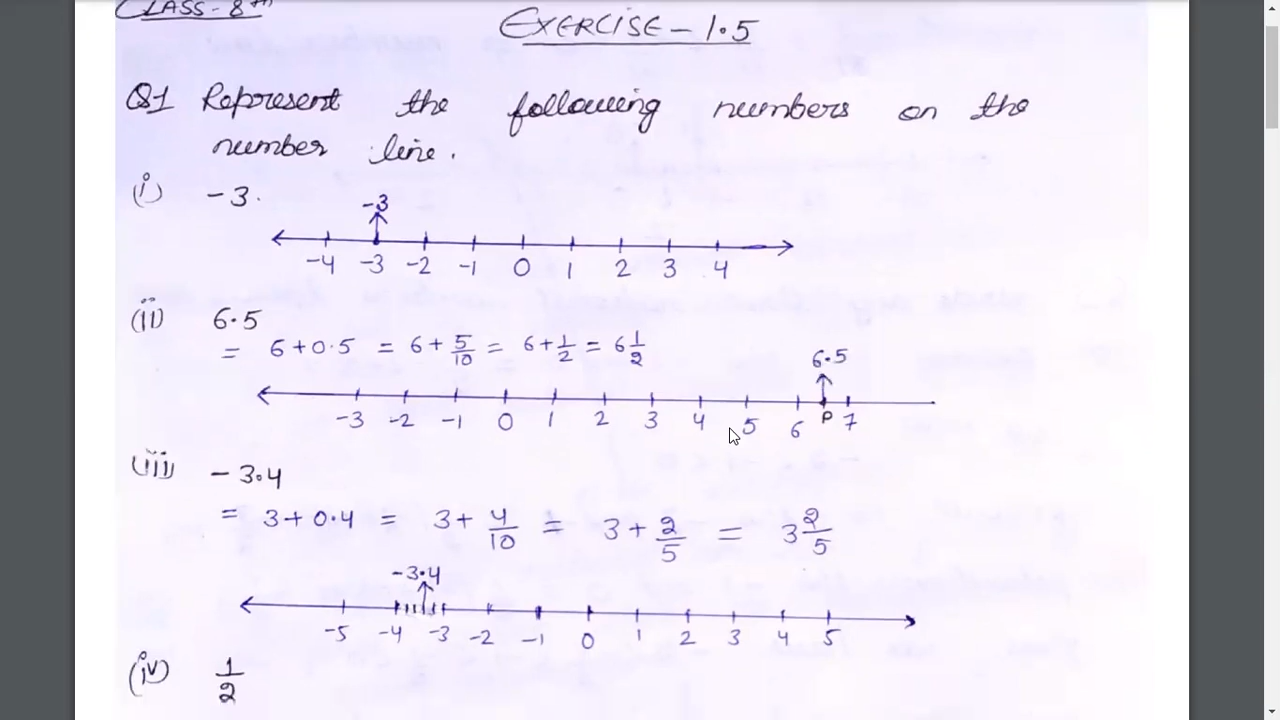 CLASS - 8th
EXERCISE - 1.5
Q1 Represent the following numbers on the
number line.
(i) -3.
-3
-4 -3 -2 -1 0 1 2 3 4
(ii) 6.5
= 6+0.5 = 6+5/10 = 6+1/2 = 6 1/2
6.5
-3 -2 -1 0 1 2 3 4 5 6 P 7
(iii) -3.4
= 3+0.4 = 3+4/10 = 3+2/5 = 3 2/5
-3.4
-5 -4 -3 -2 -1 0 1 2 3 4 5
(iv) 1/2